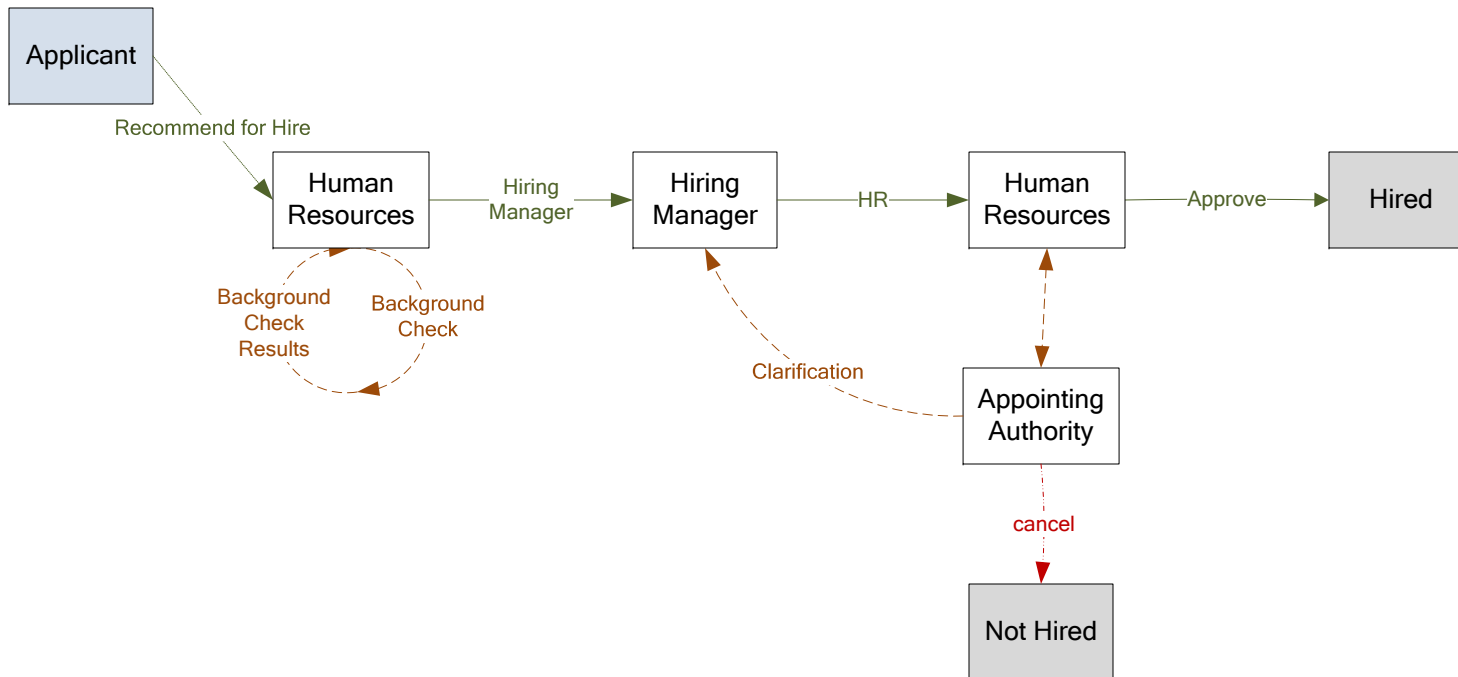 Applicant
Recommend for Hire
Human
Resources
Hiring
Manager
Hiring
Manager
HR
Human
Resources
Approve
Hired
Background
Check
Results
Background
Check
Clarification
Appointing
Authority
cancel
Not Hired